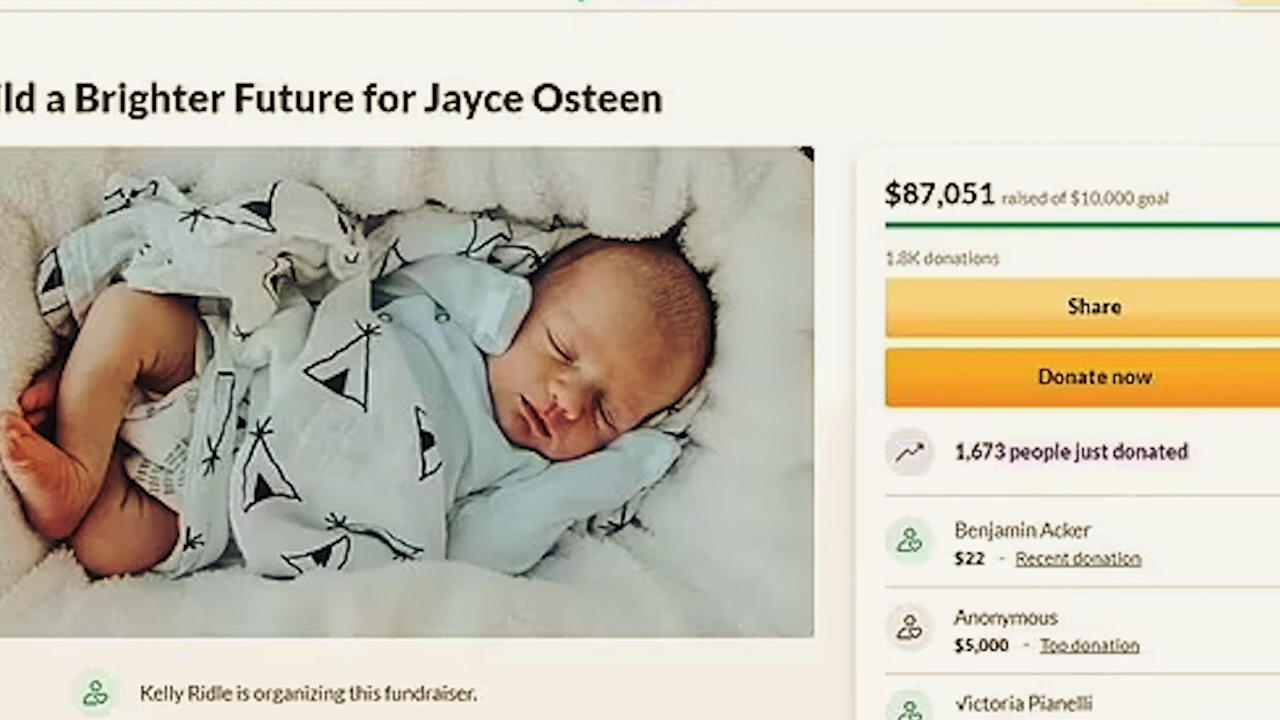 ild a Brighter Future for Jayce Osteen
$87,051 raised of $10,000 goal
1.8K donations
Share
Donate now
1,673 people just donated
Benjamin Acker
$22 - Recent donation
Anonymous
$5,000 - Top donation
Victoria Pianelli
Kelly Ridle is organizing this fundraiser.